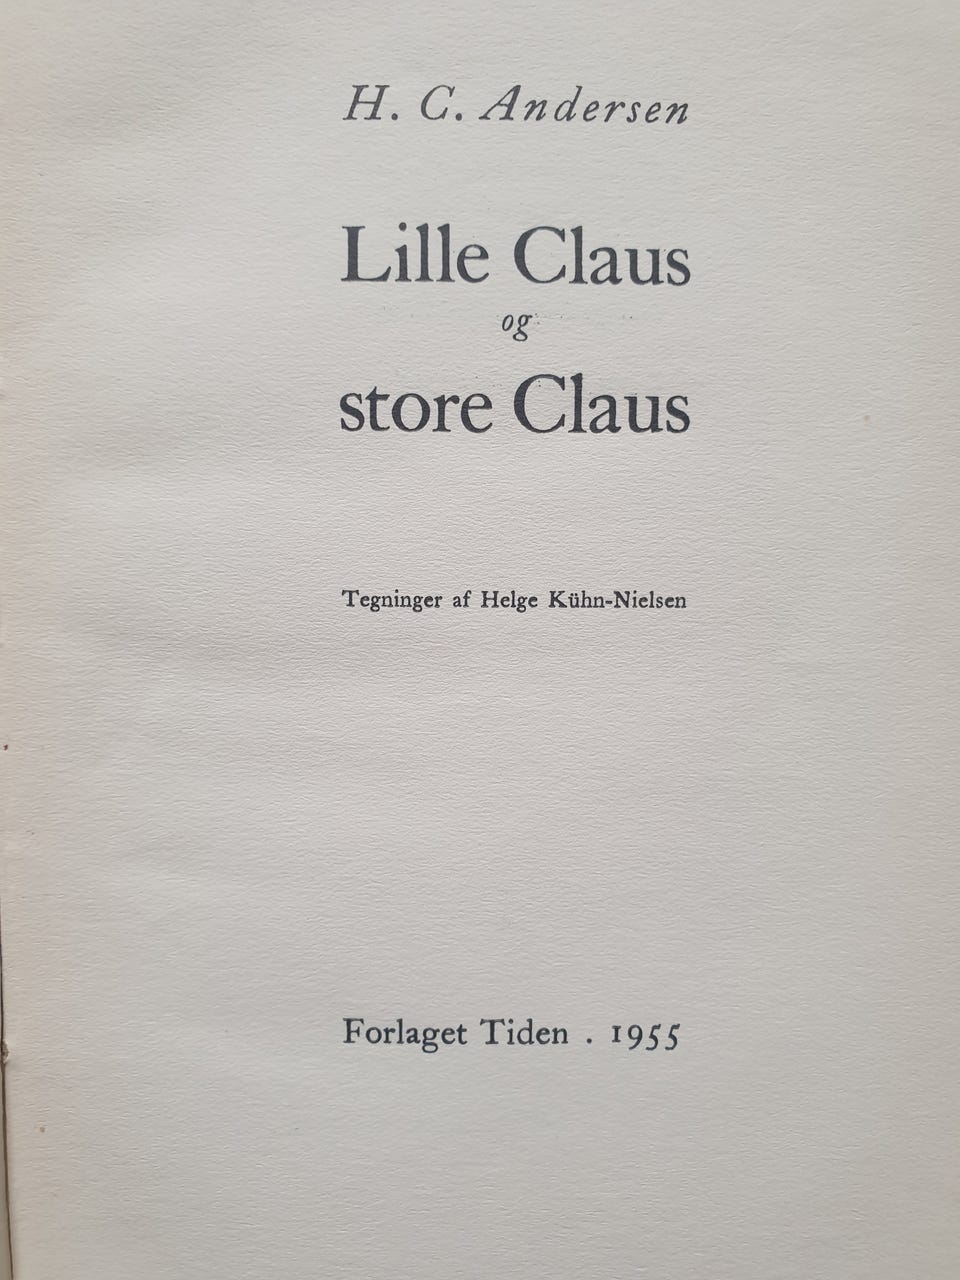 H. C. Andersen
Lille Claus
og
store Claus
Tegninger af Helge Kühn-Nielsen
Forlaget Tiden . 1955